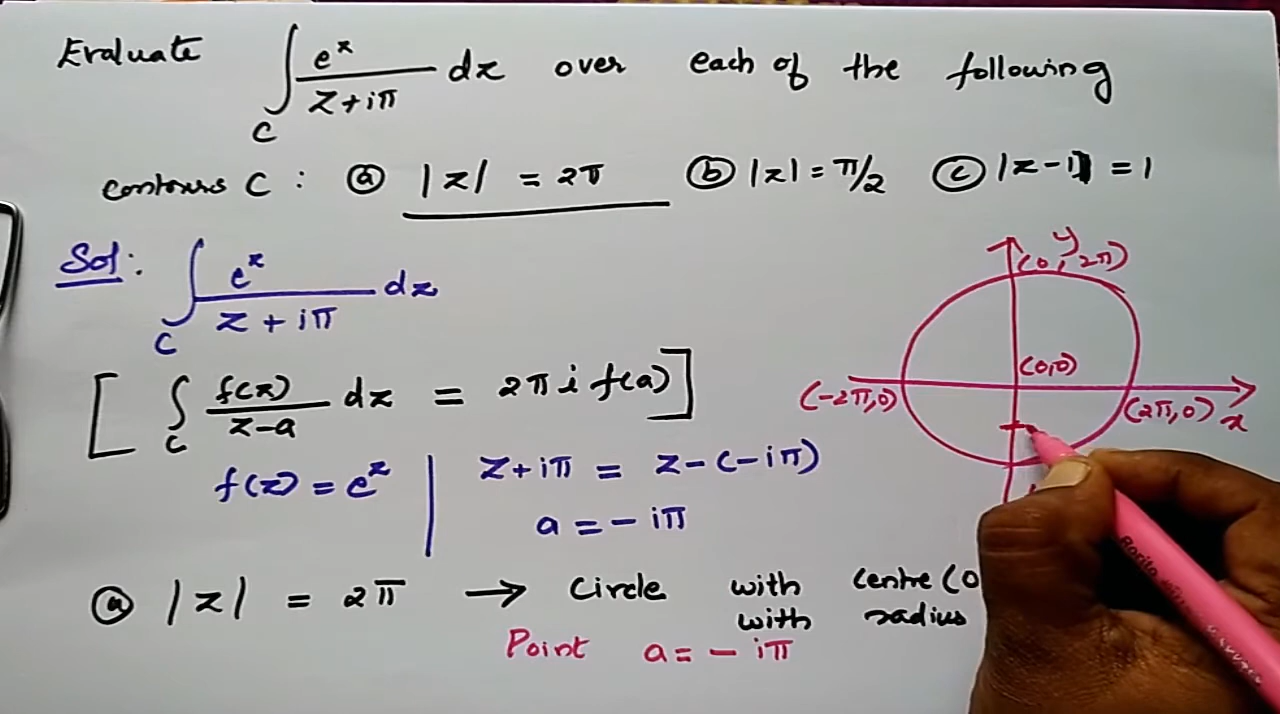 Evaluate ∫_C e^z/(z+iπ) dz over each of the following
contours C : ⓐ |z| = 2π ⓑ |z| = π/2 ⓒ |z-1| = 1
Sol: ∫_C e^z/(z + iπ) dz
[ ∫_C f(z)/(z-a) dz = 2πi f(a) ]
f(z) = e^z | z+iπ = z-(-iπ)
a = -iπ
ⓐ |z| = 2π → Circle with centre (0
with radius
Point a = -iπ
y
(0, 2π)
(0,0)
(-2π,0)
(2π,0) x